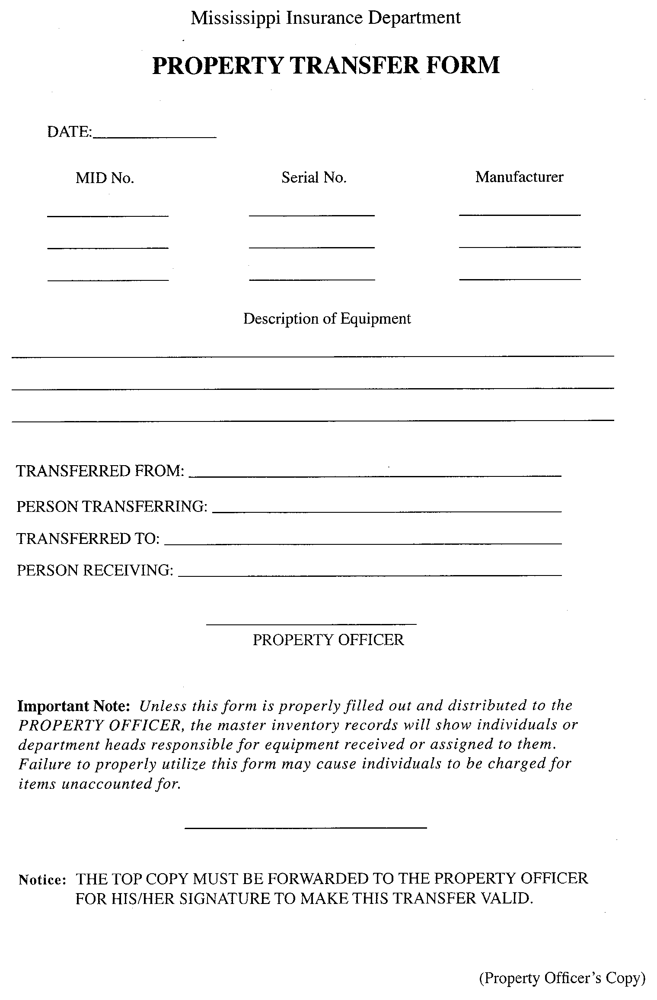 Mississippi Insurance Department
PROPERTY TRANSFER FORM
DATE:
MID No. Serial No. Manufacturer
Description of Equipment
TRANSFERRED FROM:
PERSON TRANSFERRING:
TRANSFERRED TO:
PERSON RECEIVING:
PROPERTY OFFICER
Important Note: Unless this form is properly filled out and distributed to the
PROPERTY OFFICER, the master inventory records will show individuals or
department heads responsible for equipment received or assigned to them.
Failure to properly utilize this form may cause individuals to be charged for
items unaccounted for.
Notice: THE TOP COPY MUST BE FORWARDED TO THE PROPERTY OFFICER
FOR HIS/HER SIGNATURE TO MAKE THIS TRANSFER VALID.
(Property Officer's Copy)